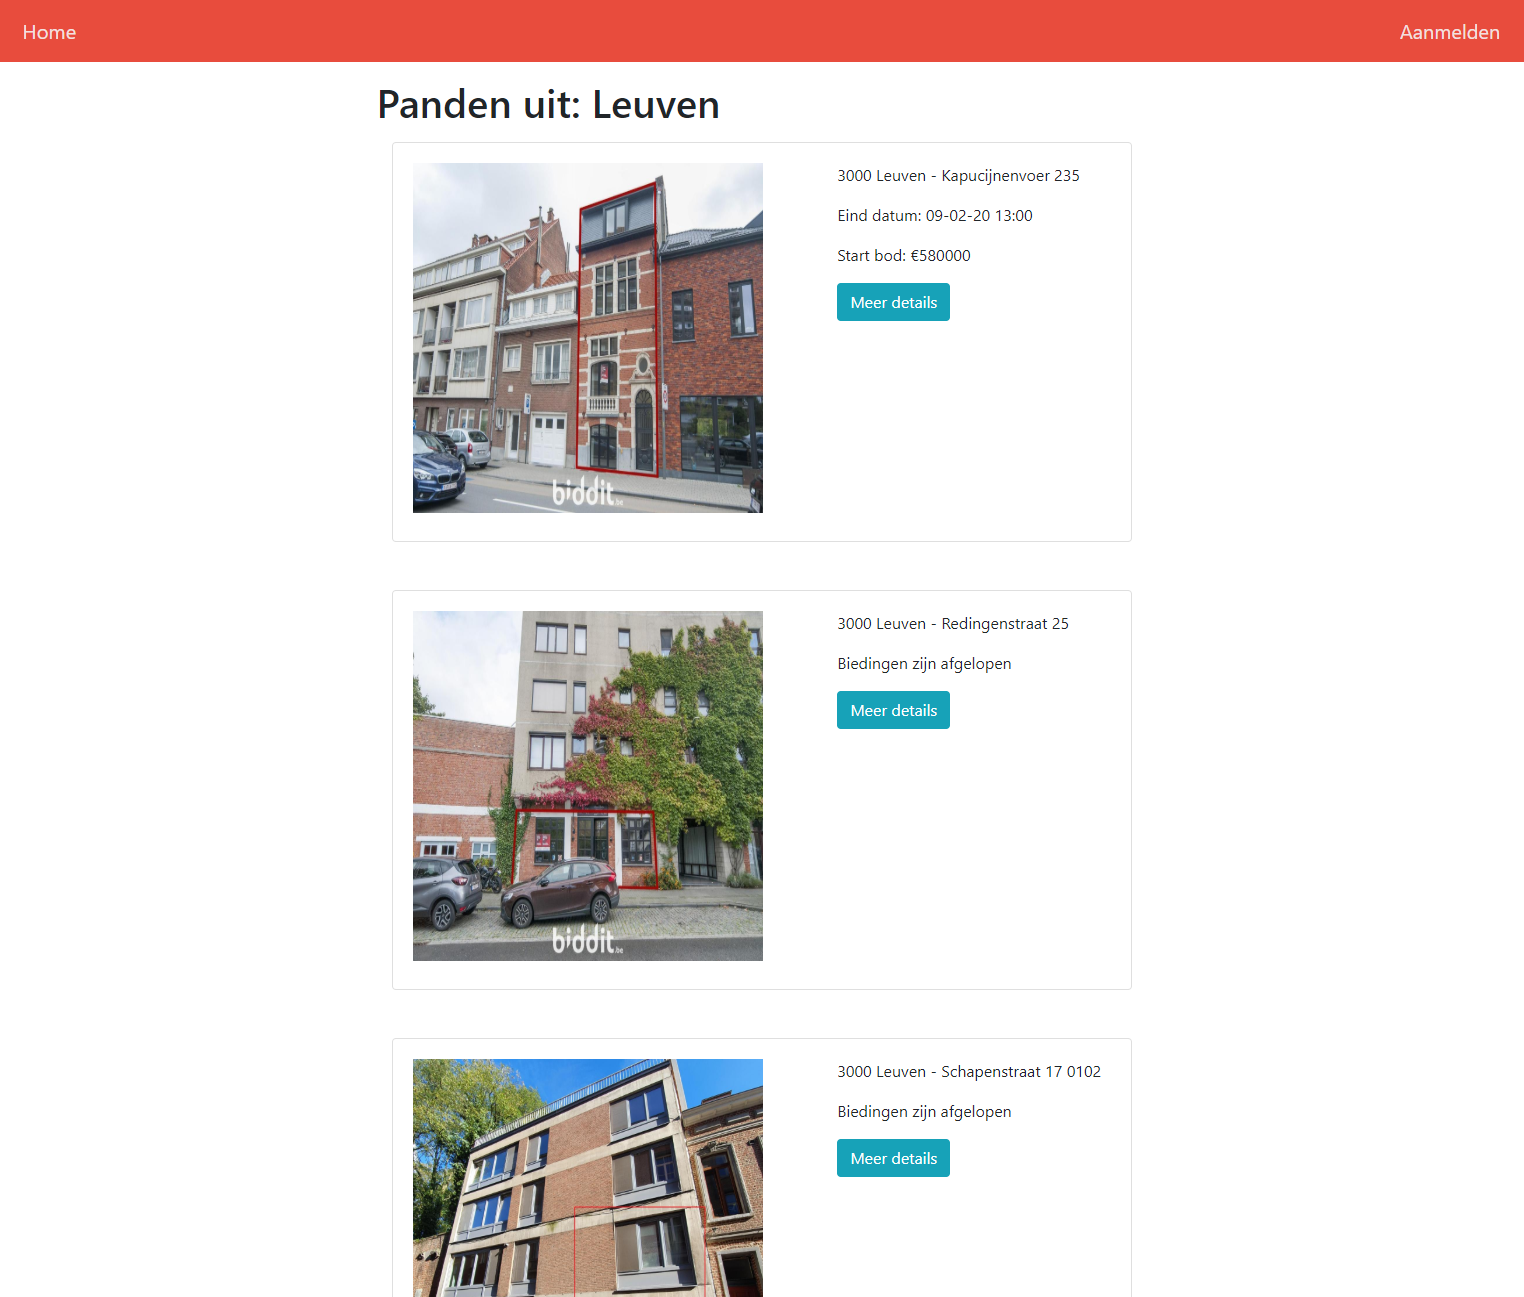 Home
Aanmelden
Panden uit: Leuven
3000 Leuven - Kapucijnenvoer 235
Eind datum: 09-02-20 13:00
Start bod: €580000
Meer details
biddit.be
3000 Leuven - Redingenstraat 25
Biedingen zijn afgelopen
Meer details
biddit.be
3000 Leuven - Schapenstraat 17 0102
Biedingen zijn afgelopen
Meer details